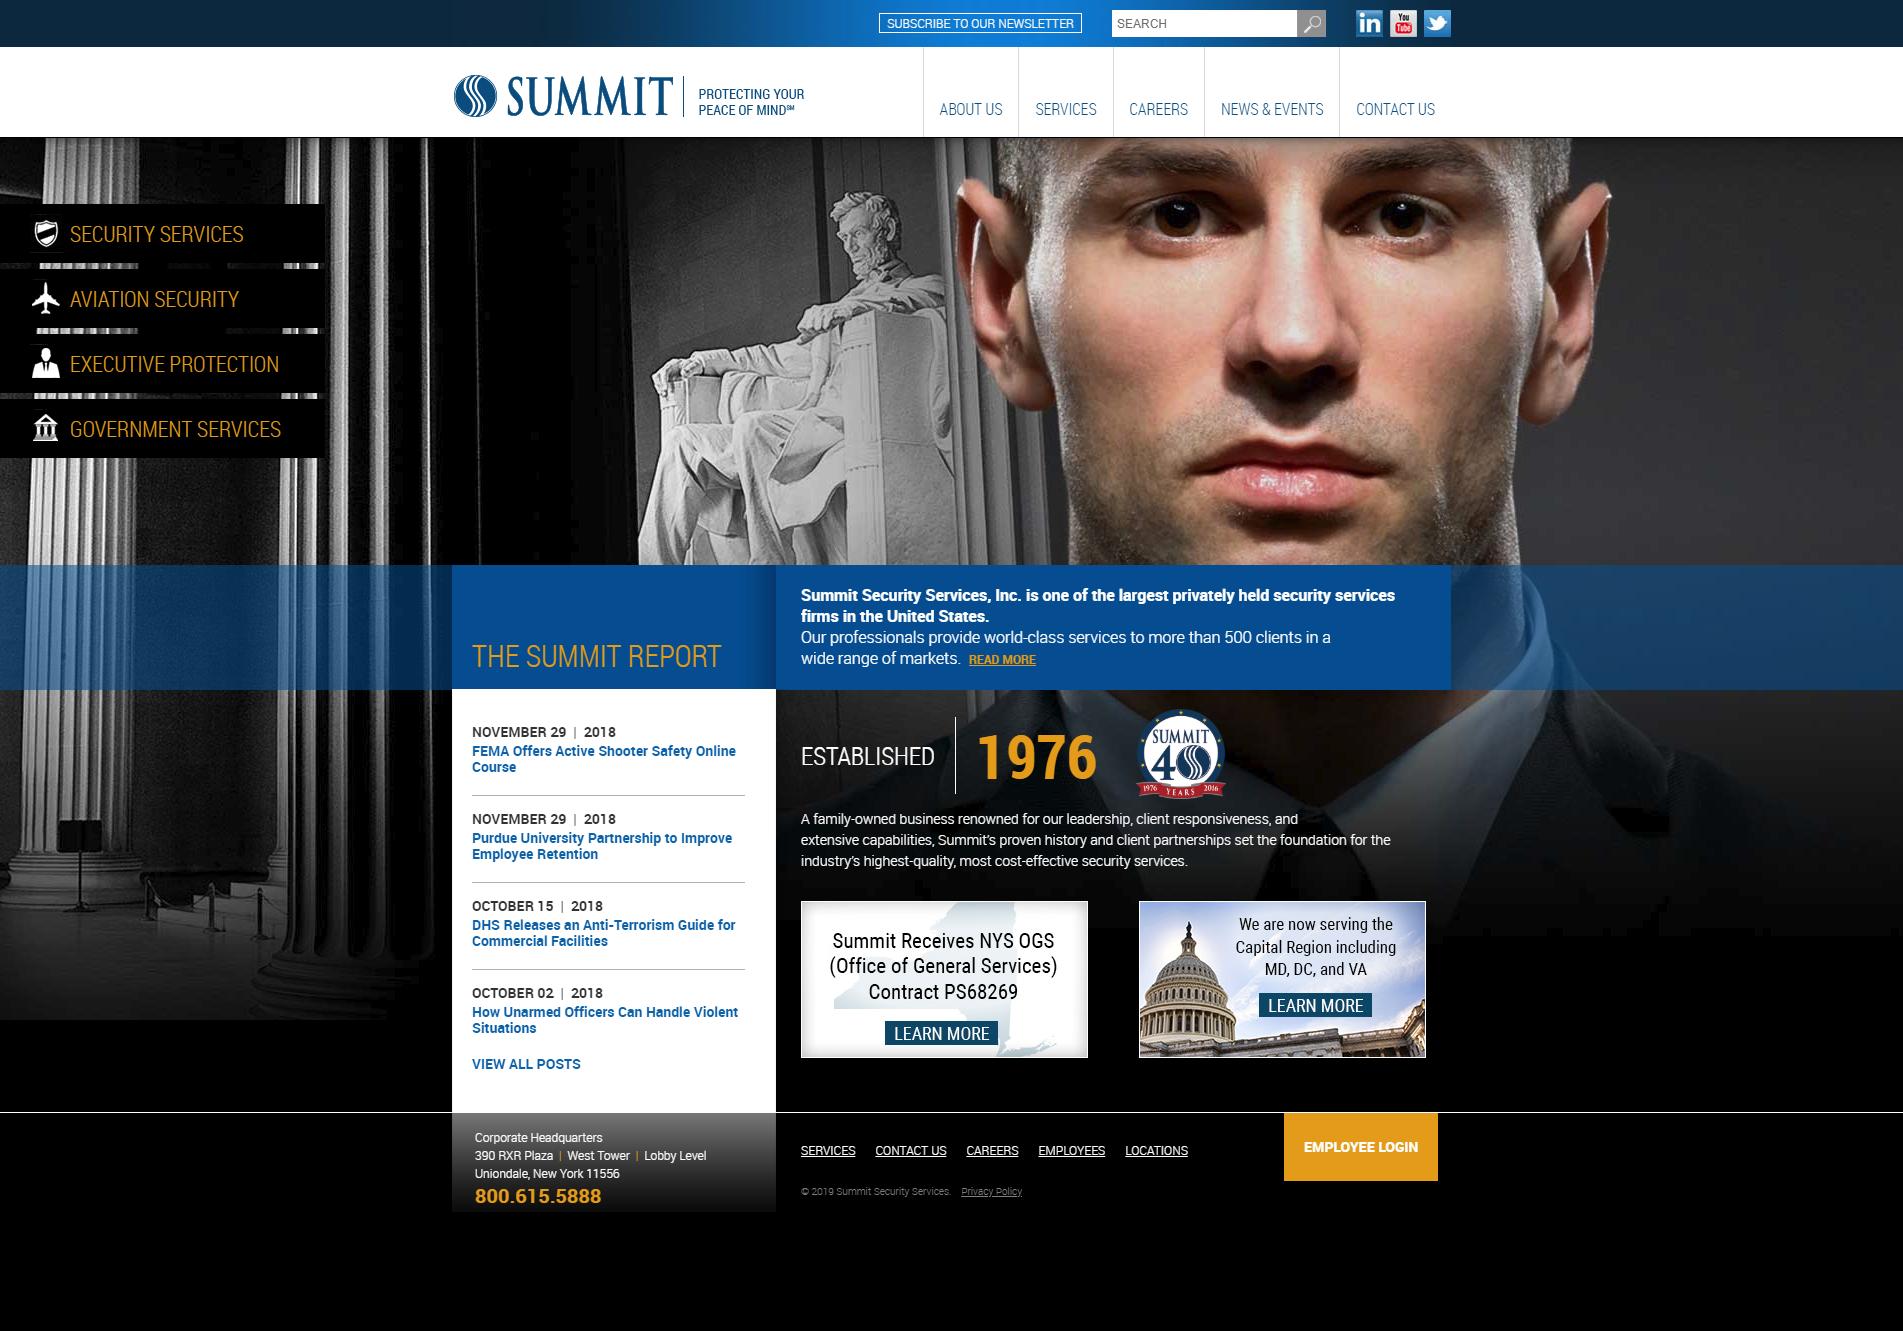 SUBSCRIBE TO OUR NEWSLETTER
SEARCH
in
You
Tube
SUMMIT
PROTECTING YOUR
PEACE OF MIND℠
ABOUT US
SERVICES
CAREERS
NEWS & EVENTS
CONTACT US
SECURITY SERVICES
AVIATION SECURITY
EXECUTIVE PROTECTION
GOVERNMENT SERVICES
THE SUMMIT REPORT
Summit Security Services, Inc. is one of the largest privately held security services
firms in the United States.
Our professionals provide world-class services to more than 500 clients in a
wide range of markets. READ MORE
NOVEMBER 29 | 2018
FEMA Offers Active Shooter Safety Online
Course
NOVEMBER 29 | 2018
Purdue University Partnership to Improve
Employee Retention
OCTOBER 15 | 2018
DHS Releases an Anti-Terrorism Guide for
Commercial Facilities
OCTOBER 02 | 2018
How Unarmed Officers Can Handle Violent
Situations
VIEW ALL POSTS
ESTABLISHED
1976
SUMMIT
40
1976 YEARS 2016
A family-owned business renowned for our leadership, client responsiveness, and
extensive capabilities, Summit's proven history and client partnerships set the foundation for the
industry's highest-quality, most cost-effective security services.
Summit Receives NYS OGS
(Office of General Services)
Contract PS68269
LEARN MORE
We are now serving the
Capital Region including
MD, DC, and VA
LEARN MORE
Corporate Headquarters
390 RXR Plaza | West Tower | Lobby Level
Uniondale, New York 11556
800.615.5888
SERVICES
CONTACT US
CAREERS
EMPLOYEES
LOCATIONS
EMPLOYEE LOGIN
© 2019 Summit Security Services. Privacy Policy